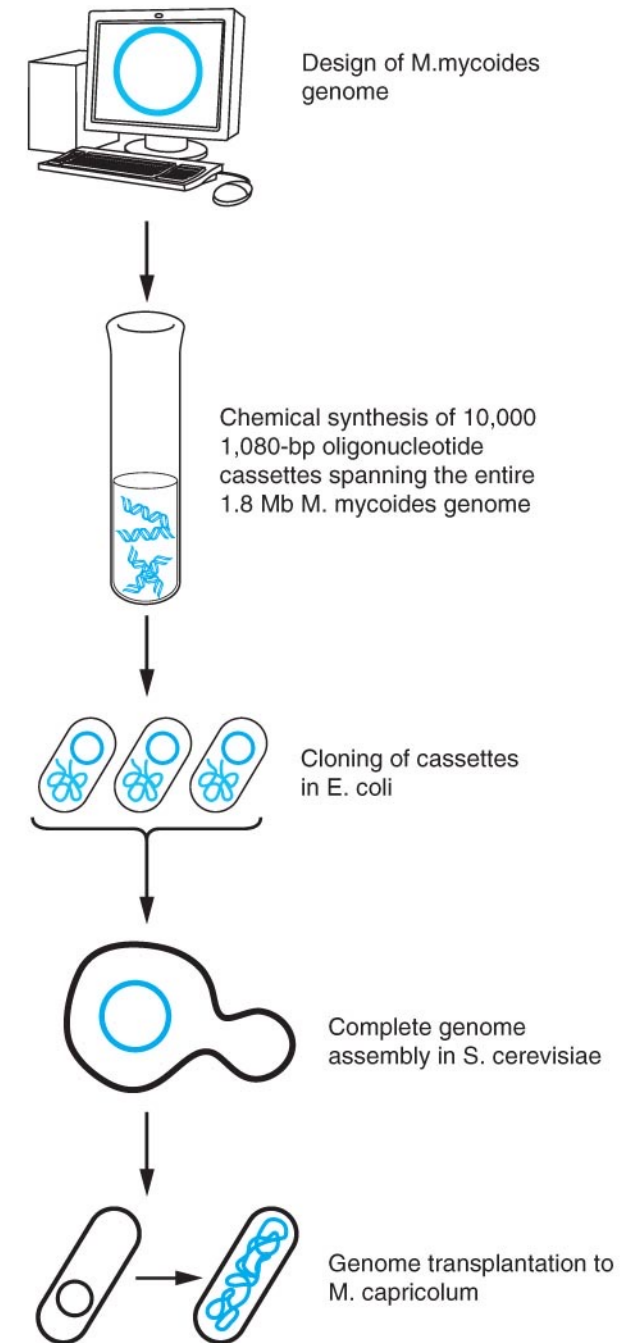 Design of M.mycoides
genome
Chemical synthesis of 10,000
1,080-bp oligonucleotide
cassettes spanning the entire
1.8 Mb M. mycoides genome
Cloning of cassettes
in E. coli
Complete genome
assembly in S. cerevisiae
Genome transplantation to
M. capricolum